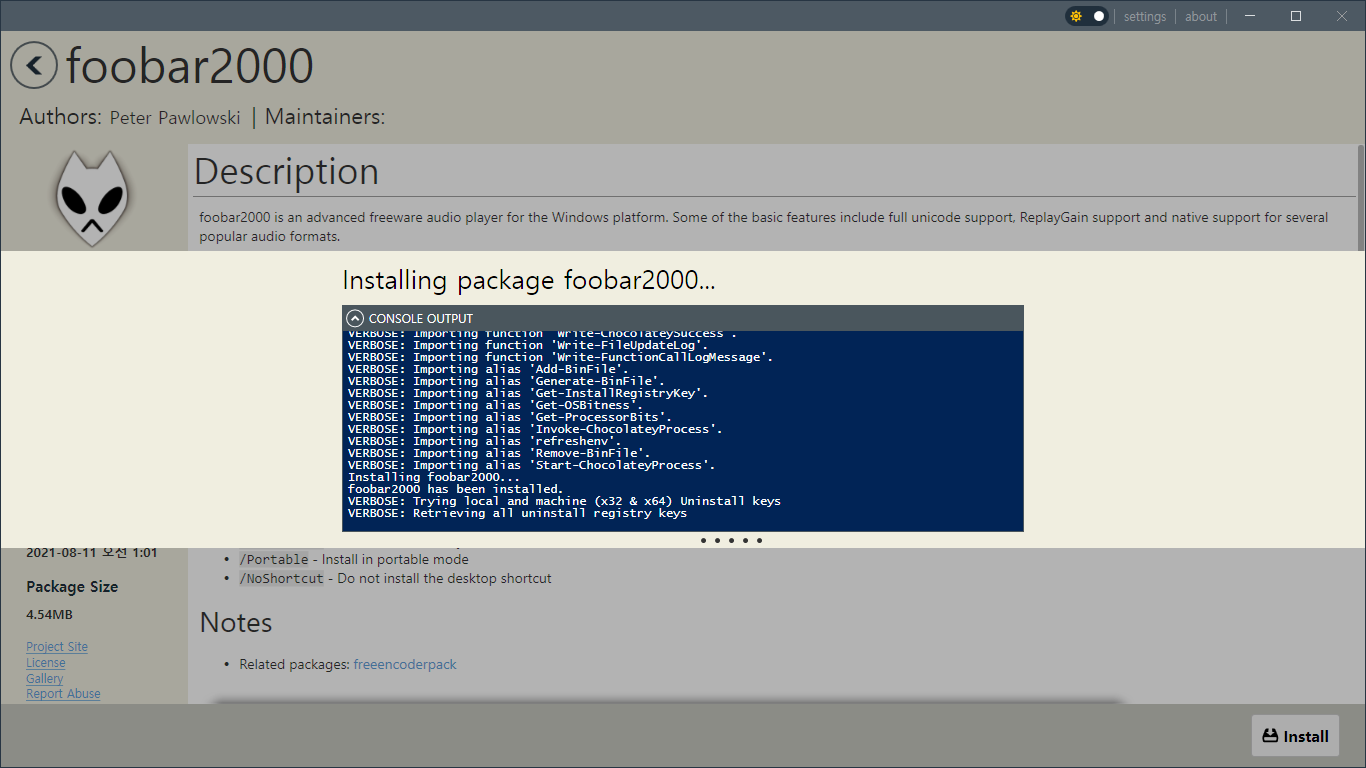 settings
about
foobar2000
Authors: Peter Pawlowski | Maintainers:
Description
foobar2000 is an advanced freeware audio player for the Windows platform. Some of the basic features include full unicode support, ReplayGain support and native support for several
popular audio formats.
Installing package foobar2000...
CONSOLE OUTPUT
VERBOSE: Importing function 'Write-ChocolateySuccess'.
VERBOSE: Importing function 'Write-FileUpdateLog'.
VERBOSE: Importing function 'Write-FunctionCallLogMessage'.
VERBOSE: Importing alias 'Add-BinFile'.
VERBOSE: Importing alias 'Generate-BinFile'.
VERBOSE: Importing alias 'Get-InstallRegistryKey'.
VERBOSE: Importing alias 'Get-OSBitness'.
VERBOSE: Importing alias 'Get-ProcessorBits'.
VERBOSE: Importing alias 'Invoke-ChocolateyProcess'.
VERBOSE: Importing alias 'refreshenv'.
VERBOSE: Importing alias 'Remove-BinFile'.
VERBOSE: Importing alias 'Start-ChocolateyProcess'.
Installing foobar2000...
foobar2000 has been installed.
VERBOSE: Trying local and machine (x32 & x64) Uninstall keys
VERBOSE: Retrieving all uninstall registry keys
2021-08-11 오전 1:01
Package Size
4.54MB
Project Site
License
Gallery
Report Abuse
• /Portable - Install in portable mode
• /NoShortcut - Do not install the desktop shortcut
Notes
• Related packages: freeencoderpack
Install